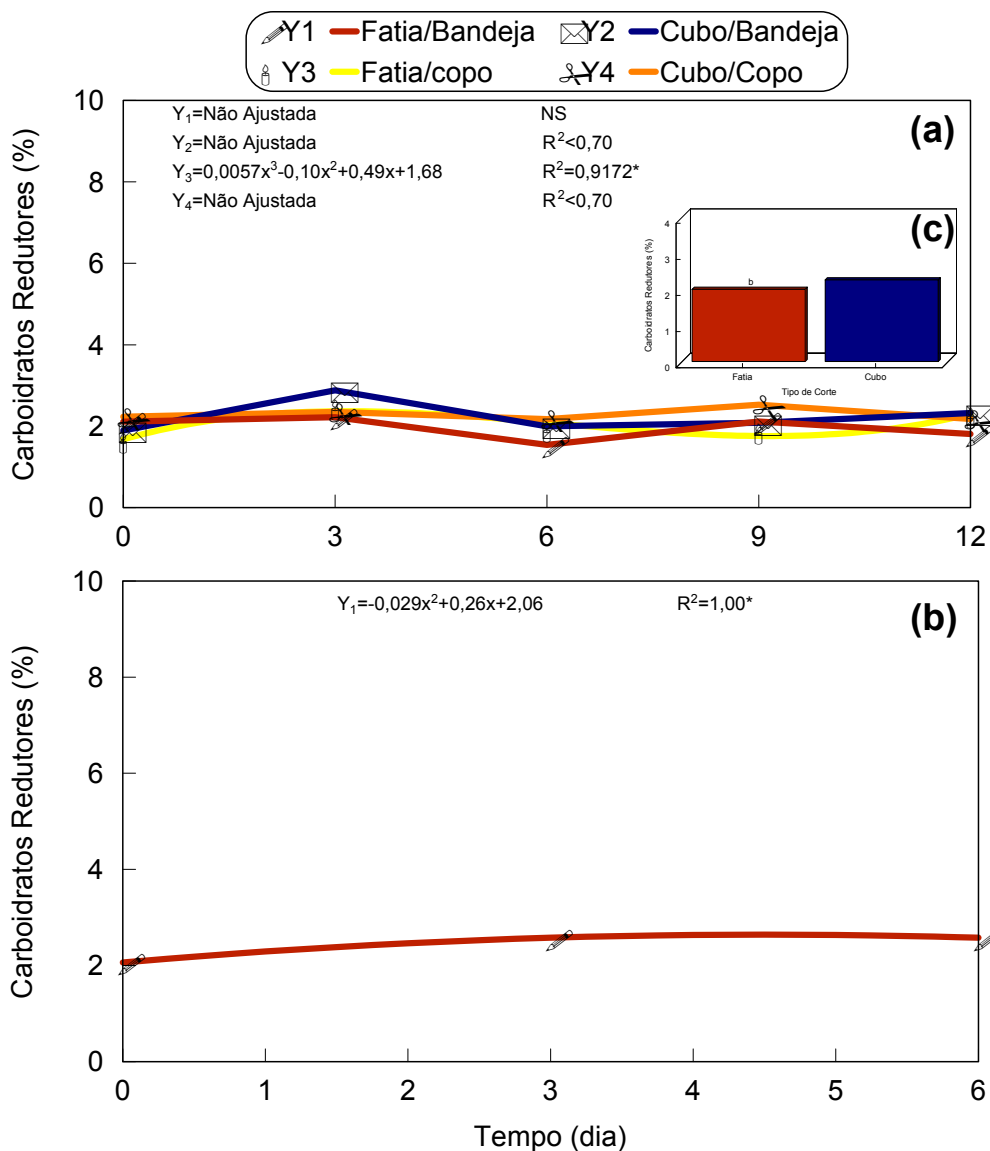 Y1 Fatia/Bandeja Y2 Cubo/Bandeja
Y3 Fatia/copo Y4 Cubo/Copo
Carboidratos Redutores (%)
10
8
6
4
2
0
(a)
Y₁=Não Ajustada NS
Y₂=Não Ajustada R²<0,70
Y₃=0,0057x³-0,10x²+0,49x+1,68 R²=0,9172*
Y₄=Não Ajustada R²<0,70
(c)
Carboidratos Redutores (%)
4
3
2
1
0
b
Fatia Cubo
Tipo de Corte
0 3 6 9 12
Carboidratos Redutores (%)
10
8
6
4
2
0
Y₁=-0,029x²+0,26x+2,06 R²=1,00*
(b)
0 1 2 3 4 5 6
Tempo (dia)